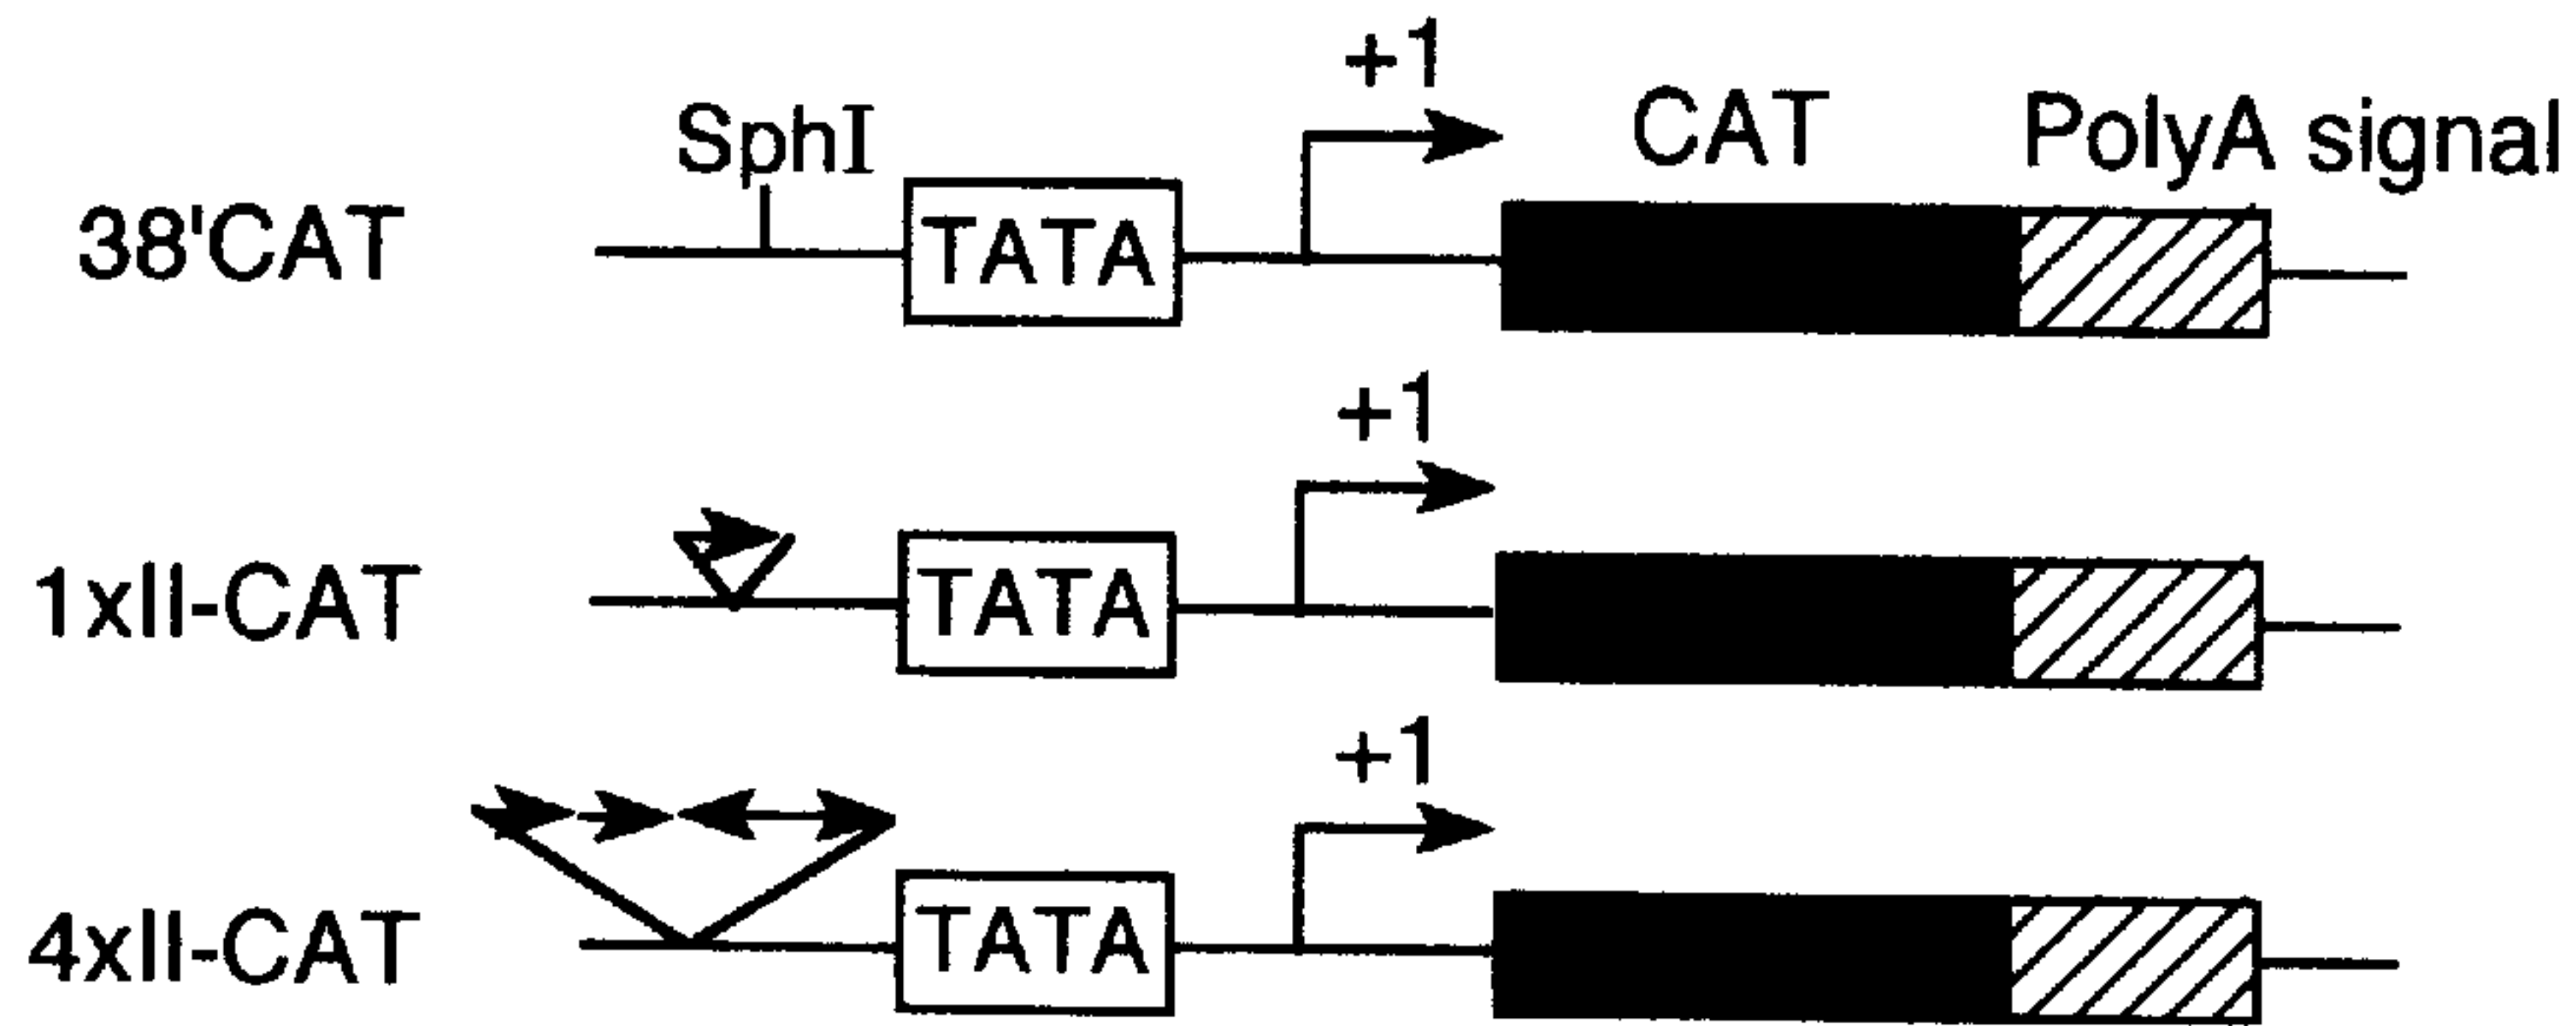 +1
SphI CAT PolyA signal
38'CAT TATA
+1
1xII-CAT TATA
+1
4xII-CAT TATA